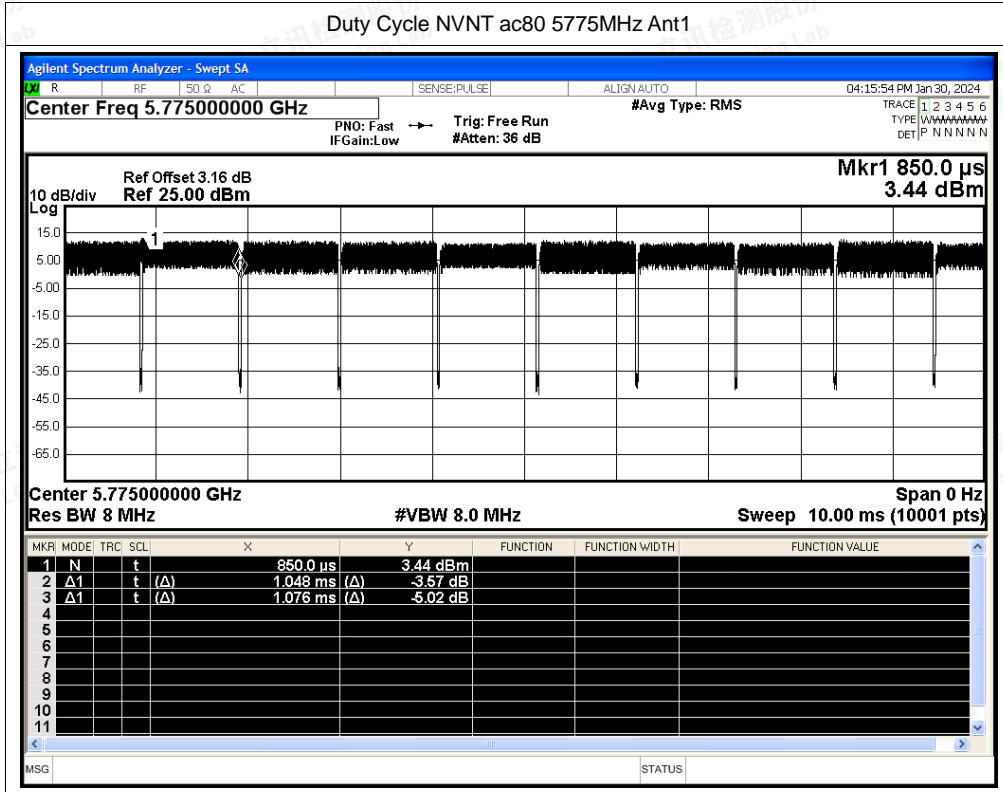 Duty Cycle NVNT ac80 5775MHz Ant1
Agilent Spectrum Analyzer - Swept SA
LXI R RF 50 Ω AC SENSE:PULSE ALIGN AUTO 04:15:54 PM Jan 30, 2024
Center Freq 5.775000000 GHz #Avg Type: RMS TRACE 1 2 3 4 5 6
PNO: Fast Trig: Free Run TYPE W
IFGain:Low #Atten: 36 dB DET P N N N N N
Mkr1 850.0 µs
Ref Offset 3.16 dB
10 dB/div Ref 25.00 dBm 3.44 dBm
Log
15.0
1
5.00
-5.00
-15.0
-25.0
-35.0
-45.0
-55.0
-65.0
Center 5.775000000 GHz Span 0 Hz
Res BW 8 MHz #VBW 8.0 MHz Sweep 10.00 ms (10001 pts)
MKR MODE TRC SCL X Y FUNCTION FUNCTION WIDTH FUNCTION VALUE
1 N t 850.0 µs 3.44 dBm
2 Δ1 t (Δ) 1.048 ms (Δ) -3.57 dB
3 Δ1 t (Δ) 1.076 ms (Δ) -5.02 dB
4
5
6
7
8
9
10
11
MSG STATUS